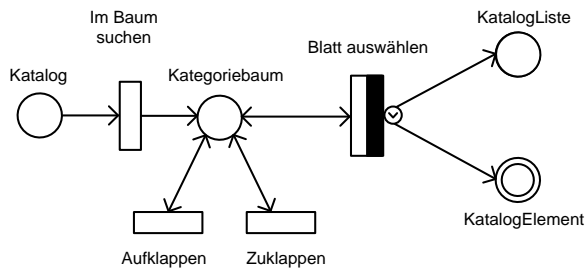 Im Baum
suchen
KatalogListe
Blatt auswählen
Katalog
Kategoriebaum
KatalogElement
Aufklappen
Zuklappen